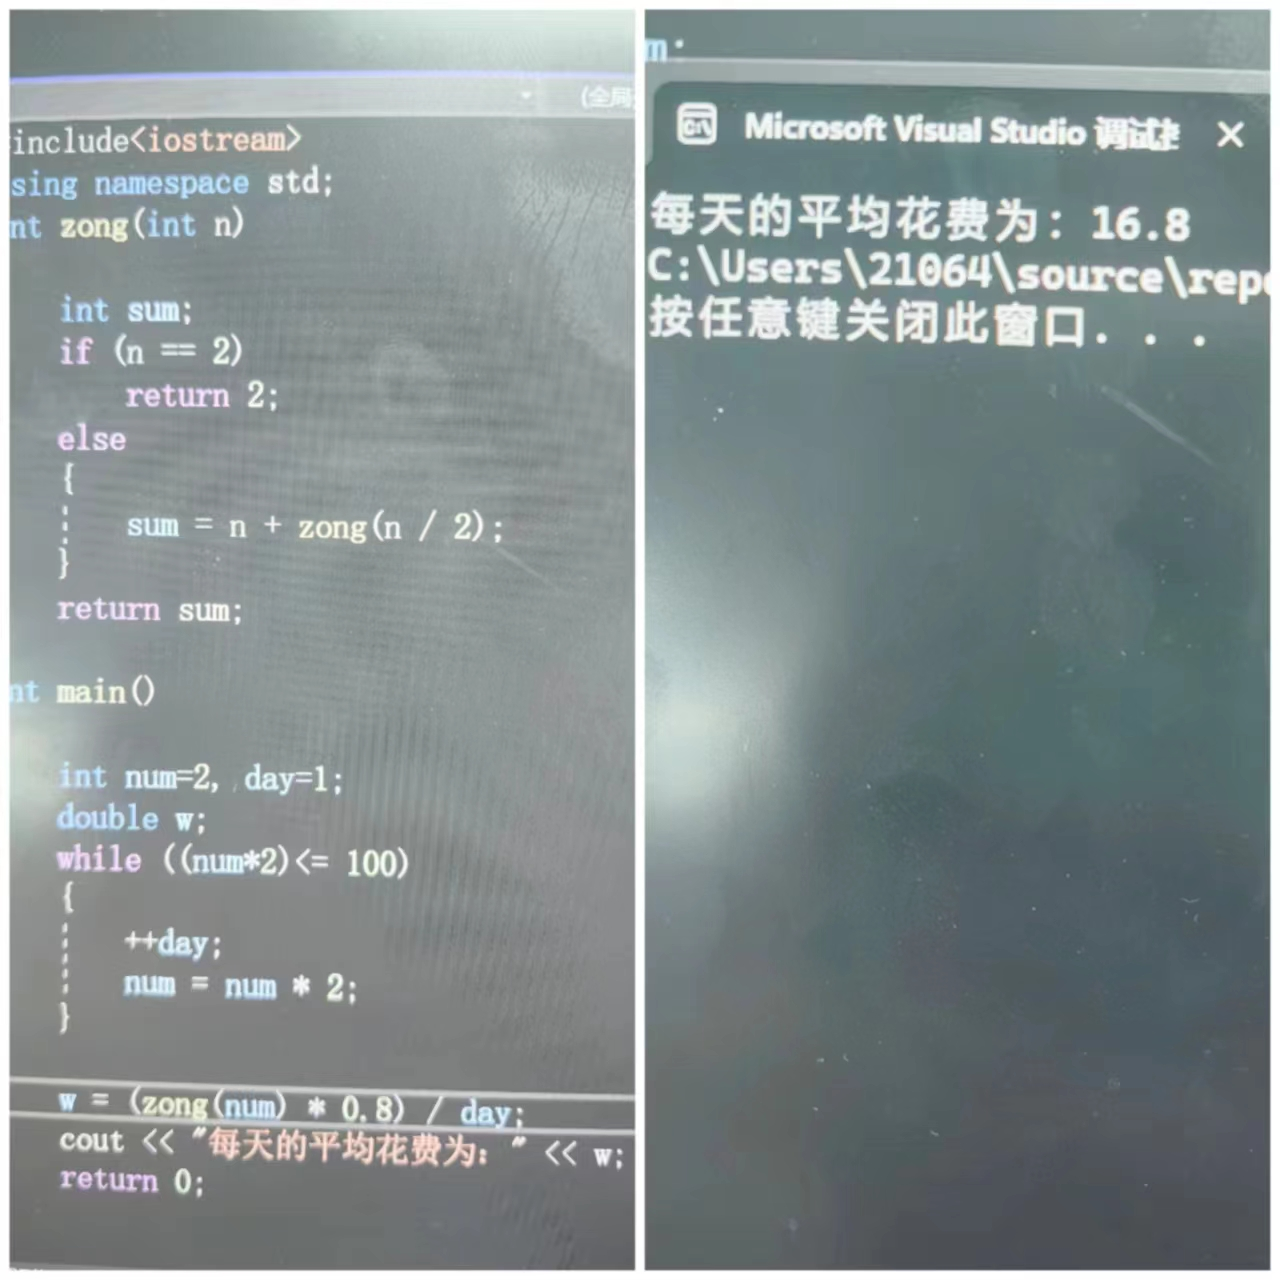 (全局
include<iostream>
sing namespace std;
nt zong(int n)
int sum;
if (n == 2)
return 2;
else
{
sum = n + zong(n / 2);
}
return sum;
nt main()
int num=2, day=1;
double w;
while ((num*2)<= 100)
{
++day;
num = num * 2;
}
w = (zong(num) * 0.8) / day;
cout << "每天的平均花费为：" << w;
return 0;
m:
Microsoft Visual Studio 调试控
每天的平均花费为：16.8
C:\Users\21064\source\repo
按任意键关闭此窗口. . .